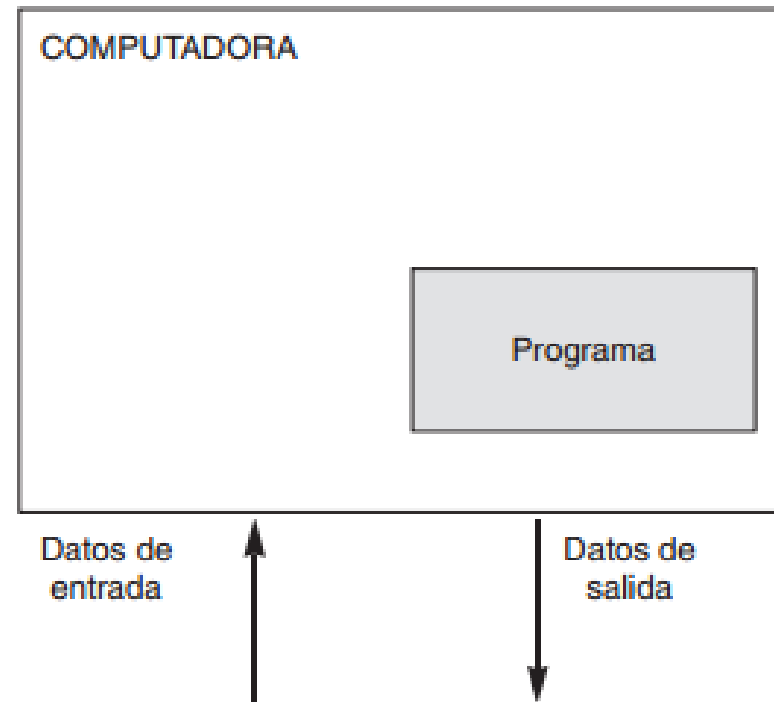 COMPUTADORA
Programa
Datos de
entrada
Datos de
salida